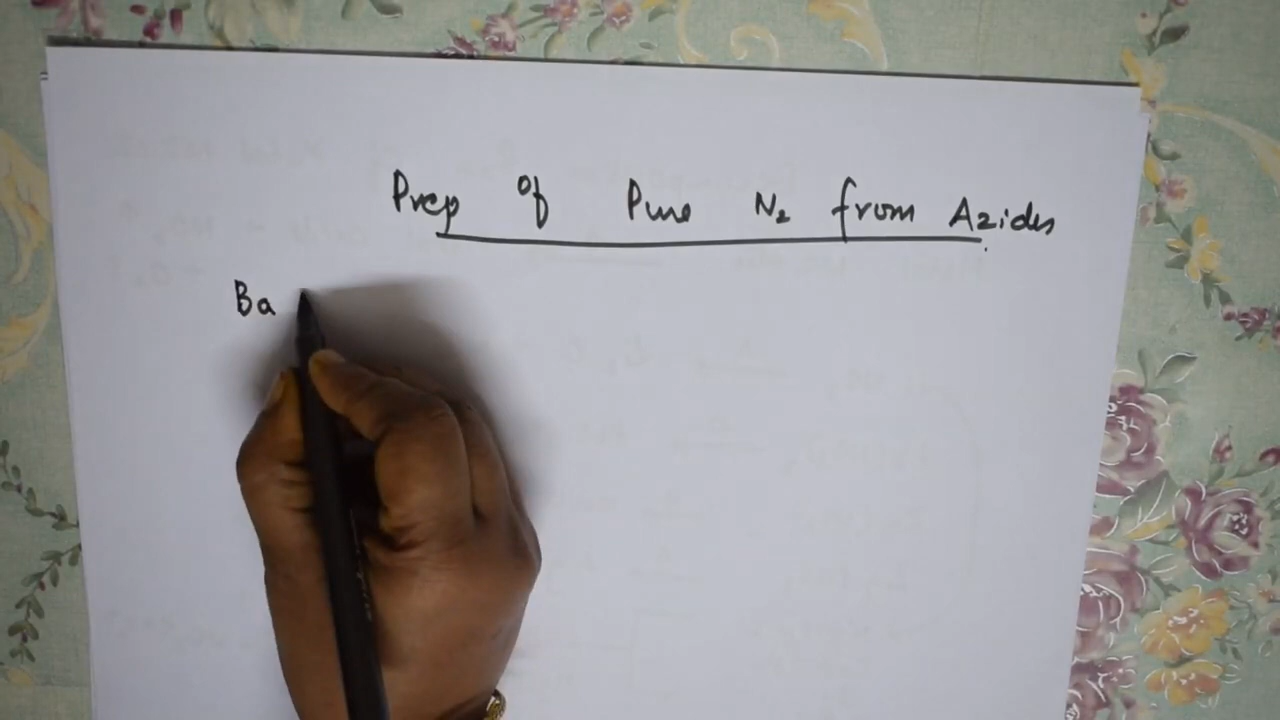 Prep of Pure N₂ from Azides
Ba